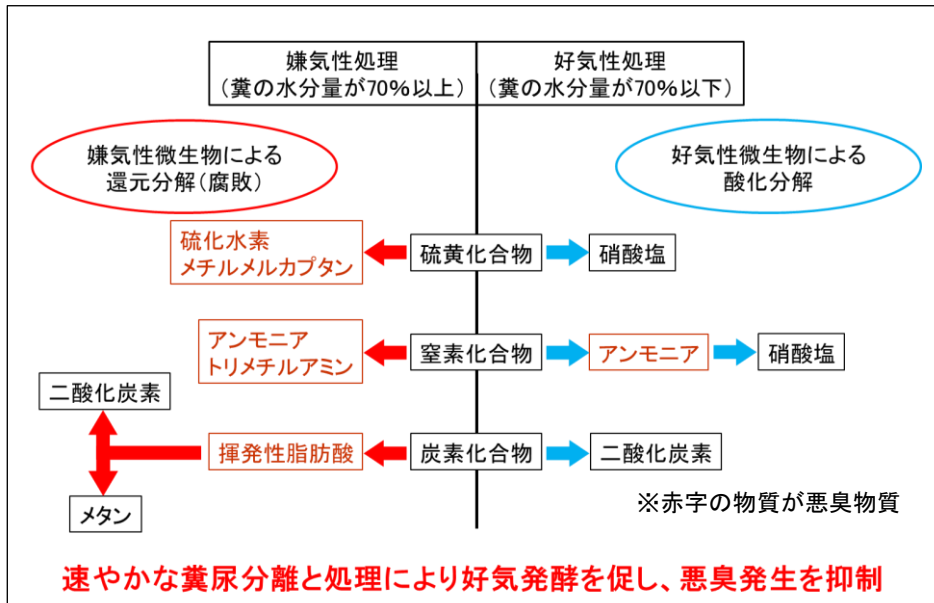 嫌気性処理
（糞の水分量が70%以上）
好気性処理
（糞の水分量が70%以下）
嫌気性微生物による
還元分解（腐敗）
好気性微生物による
酸化分解
硫化水素
メチルメルカプタン
硫黄化合物
硝酸塩
アンモニア
トリメチルアミン
窒素化合物
アンモニア
硝酸塩
二酸化炭素
揮発性脂肪酸
炭素化合物
二酸化炭素
メタン
※赤字の物質が悪臭物質
速やかな糞尿分離と処理により好気発酵を促し、悪臭発生を抑制